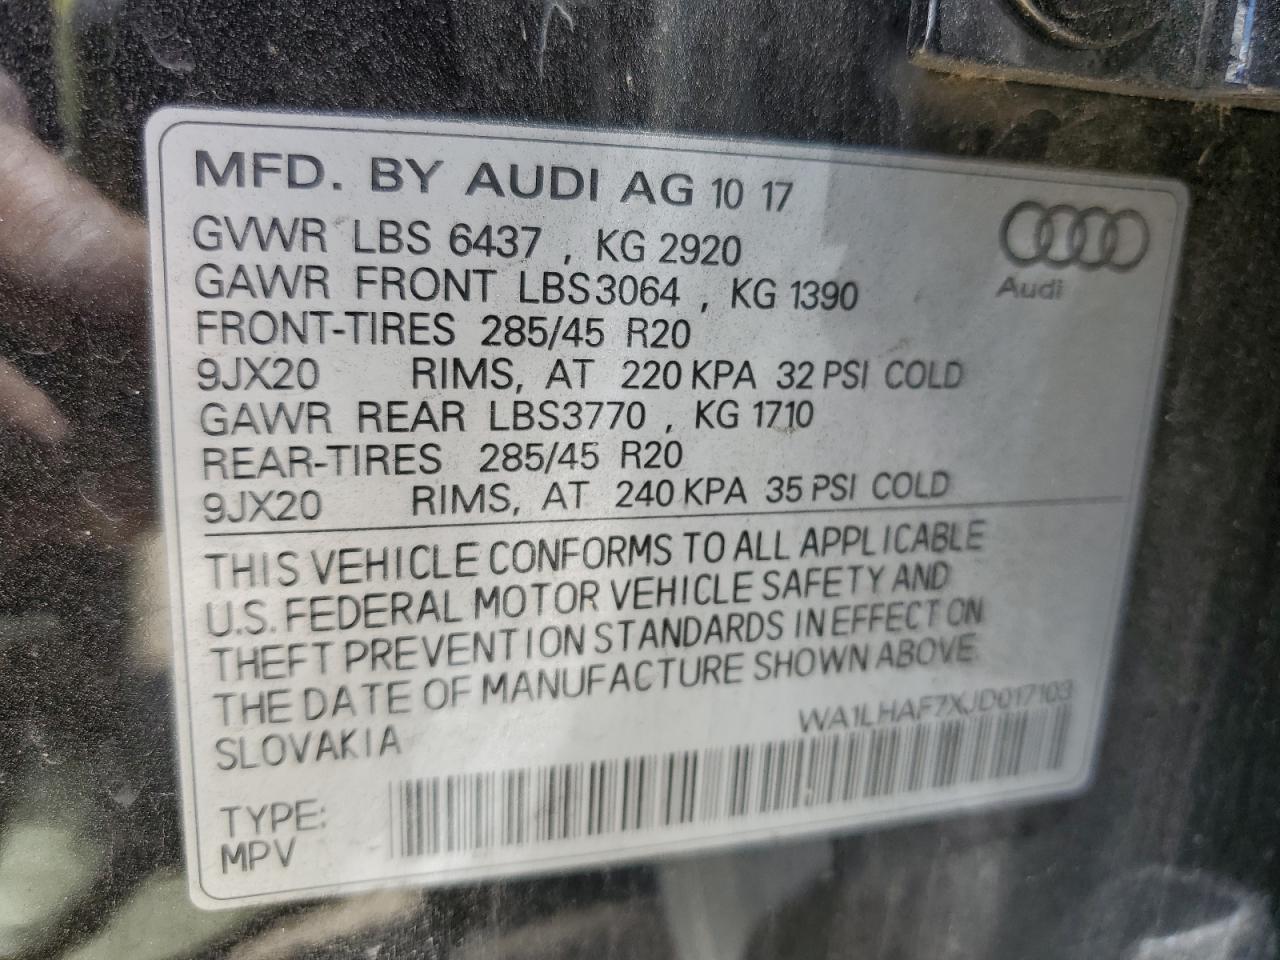 MFD. BY AUDI AG 10 17
GVWR LBS 6437 , KG 2920
GAWR FRONT LBS3064 , KG 1390
FRONT-TIRES 285/45 R20
9JX20 RIMS, AT 220 KPA 32 PSI COLD
GAWR REAR LBS3770 , KG 1710
REAR-TIRES 285/45 R20
9JX20 RIMS, AT 240 KPA 35 PSI COLD
Audi
THIS VEHICLE CONFORMS TO ALL APPLICABLE
U.S. FEDERAL MOTOR VEHICLE SAFETY AND
THEFT PREVENTION STANDARDS IN EFFECT ON
THE DATE OF MANUFACTURE SHOWN ABOVE.
SLOVAKIA
WA1LHAF7XJD017103
TYPE:
MPV